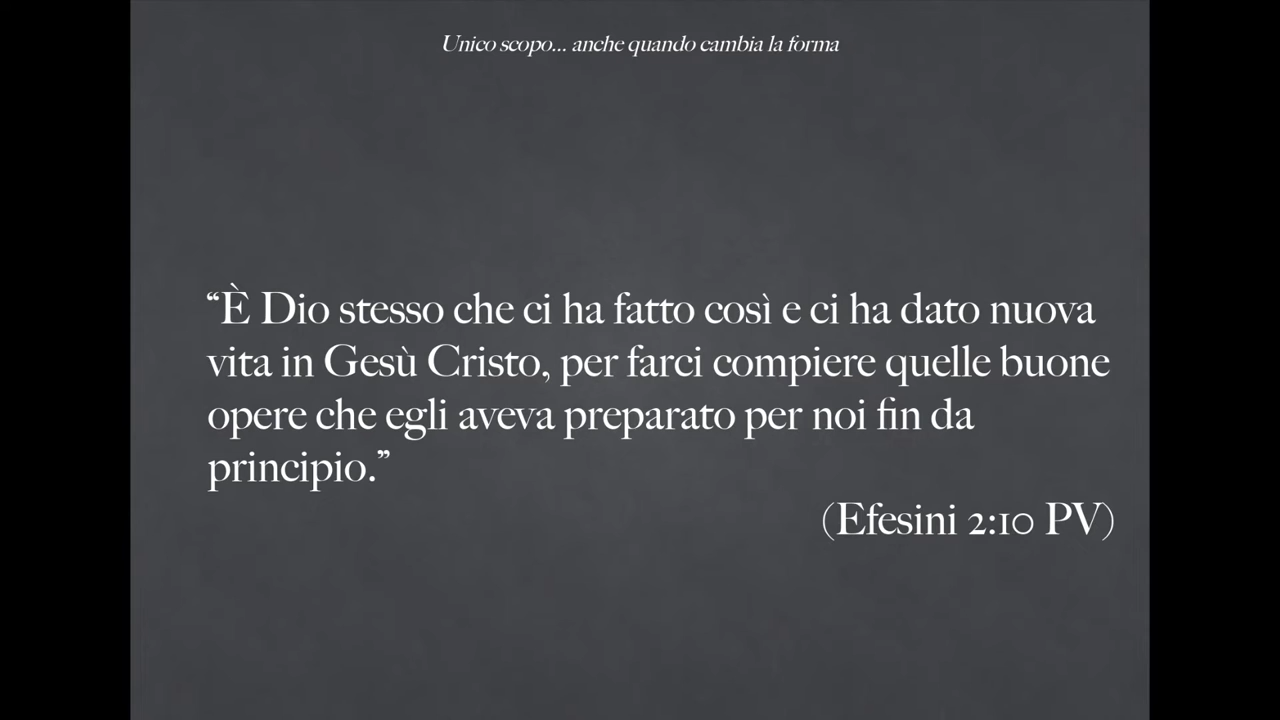 Unico scopo... anche quando cambia la forma
“È Dio stesso che ci ha fatto così e ci ha dato nuova
vita in Gesù Cristo, per farci compiere quelle buone
opere che egli aveva preparato per noi fin da
principio.”
(Efesini 2:10 PV)